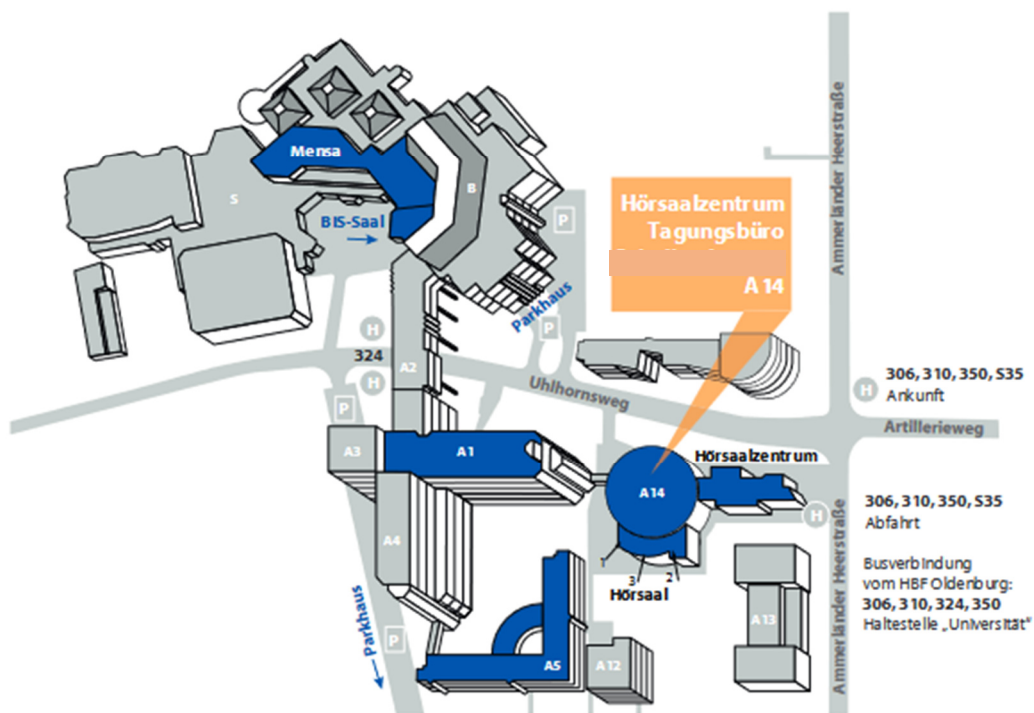 Mensa
S
B
BIS-Saal
P
Hörsaalzentrum
Tagungsbüro
A 14
Ammerländer Heerstraße
Parkhaus
P
H
324
H
A2
P
Uhlhornsweg
306, 310, 350, S35
H
Ankunft
Artillerieweg
A3
A1
Hörsaalzentrum
A14
306, 310, 350, S35
H
Abfahrt
A4
1
3
2
Hörsaal
Busverbindung
vom HBF Oldenburg:
306, 310, 324, 350
Haltestelle „Universität“
Ammerländer Heerstraße
A13
Parkhaus
P
A5
A12